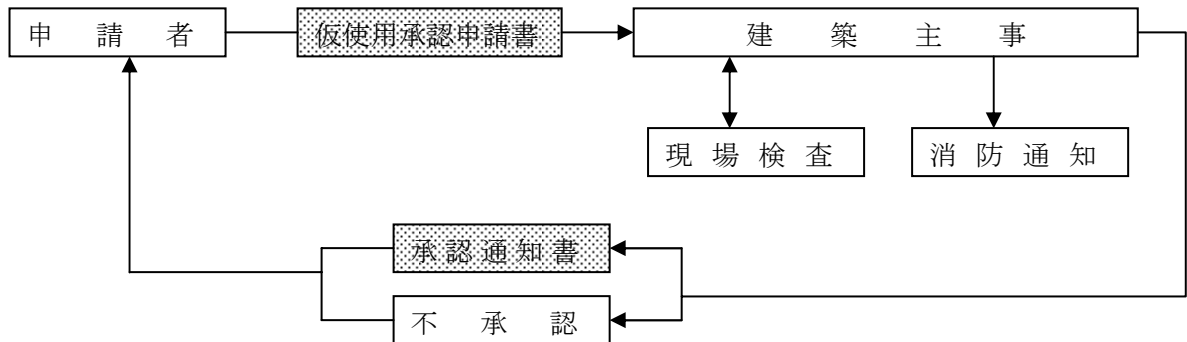 申請者
仮使用承認申請書
建築主事
現場検査
消防通知
承認通知書
不承認